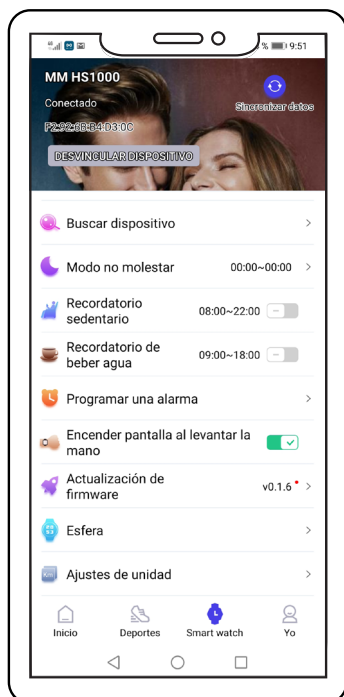 % 9:51
MM HS1000
Conectado
Sincronizar datos
F2:92:6B:B4:D3:0C
DESVINCULAR DISPOSITIVO
Buscar dispositivo
Modo no molestar 00:00~00:00
Recordatorio
sedentario 08:00~22:00
Recordatorio de
beber agua 09:00~18:00
Programar una alarma
Encender pantalla al levantar la
mano
Actualización de
firmware v0.1.6
Esfera
Km
Ajustes de unidad
Inicio Deportes Smart watch Yo